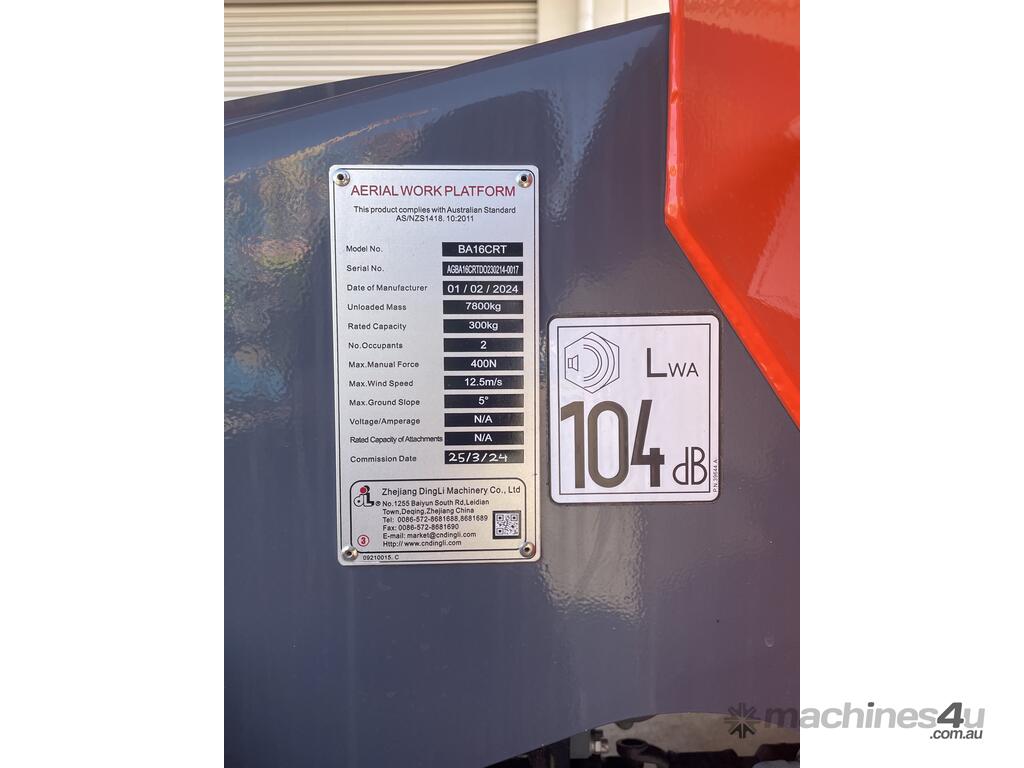 AERIAL WORK PLATFORM
This product complies with Australian Standard
AS/NZS1418. 10:2011
Model No. BA16CRT
Serial No. AGBA16CRTDO230214-0017
Date of Manufacturer 01 / 02 / 2024
Unloaded Mass 7800kg
Rated Capacity 300kg
No.Occupants 2
Max.Manual Force 400N
Max.Wind Speed 12.5m/s
Max.Ground Slope 5°
Voltage/Amperage N/A
Rated Capacity of Attachments N/A
Commission Date 25/3/24
Zhejiang DingLi Machinery Co., Ltd
® No.1255 Baiyun South Rd,Leidian
Town,Deqing,Zhejiang China
Tel: 0086-572-8681688,8681689
Fax: 0086-572-8681690
E-mail: market@cndingli.com
Http:// www.cndingli.com
3
09210015. C
LWA
104 dB
P/N 39644 A
machines4u
.com.au